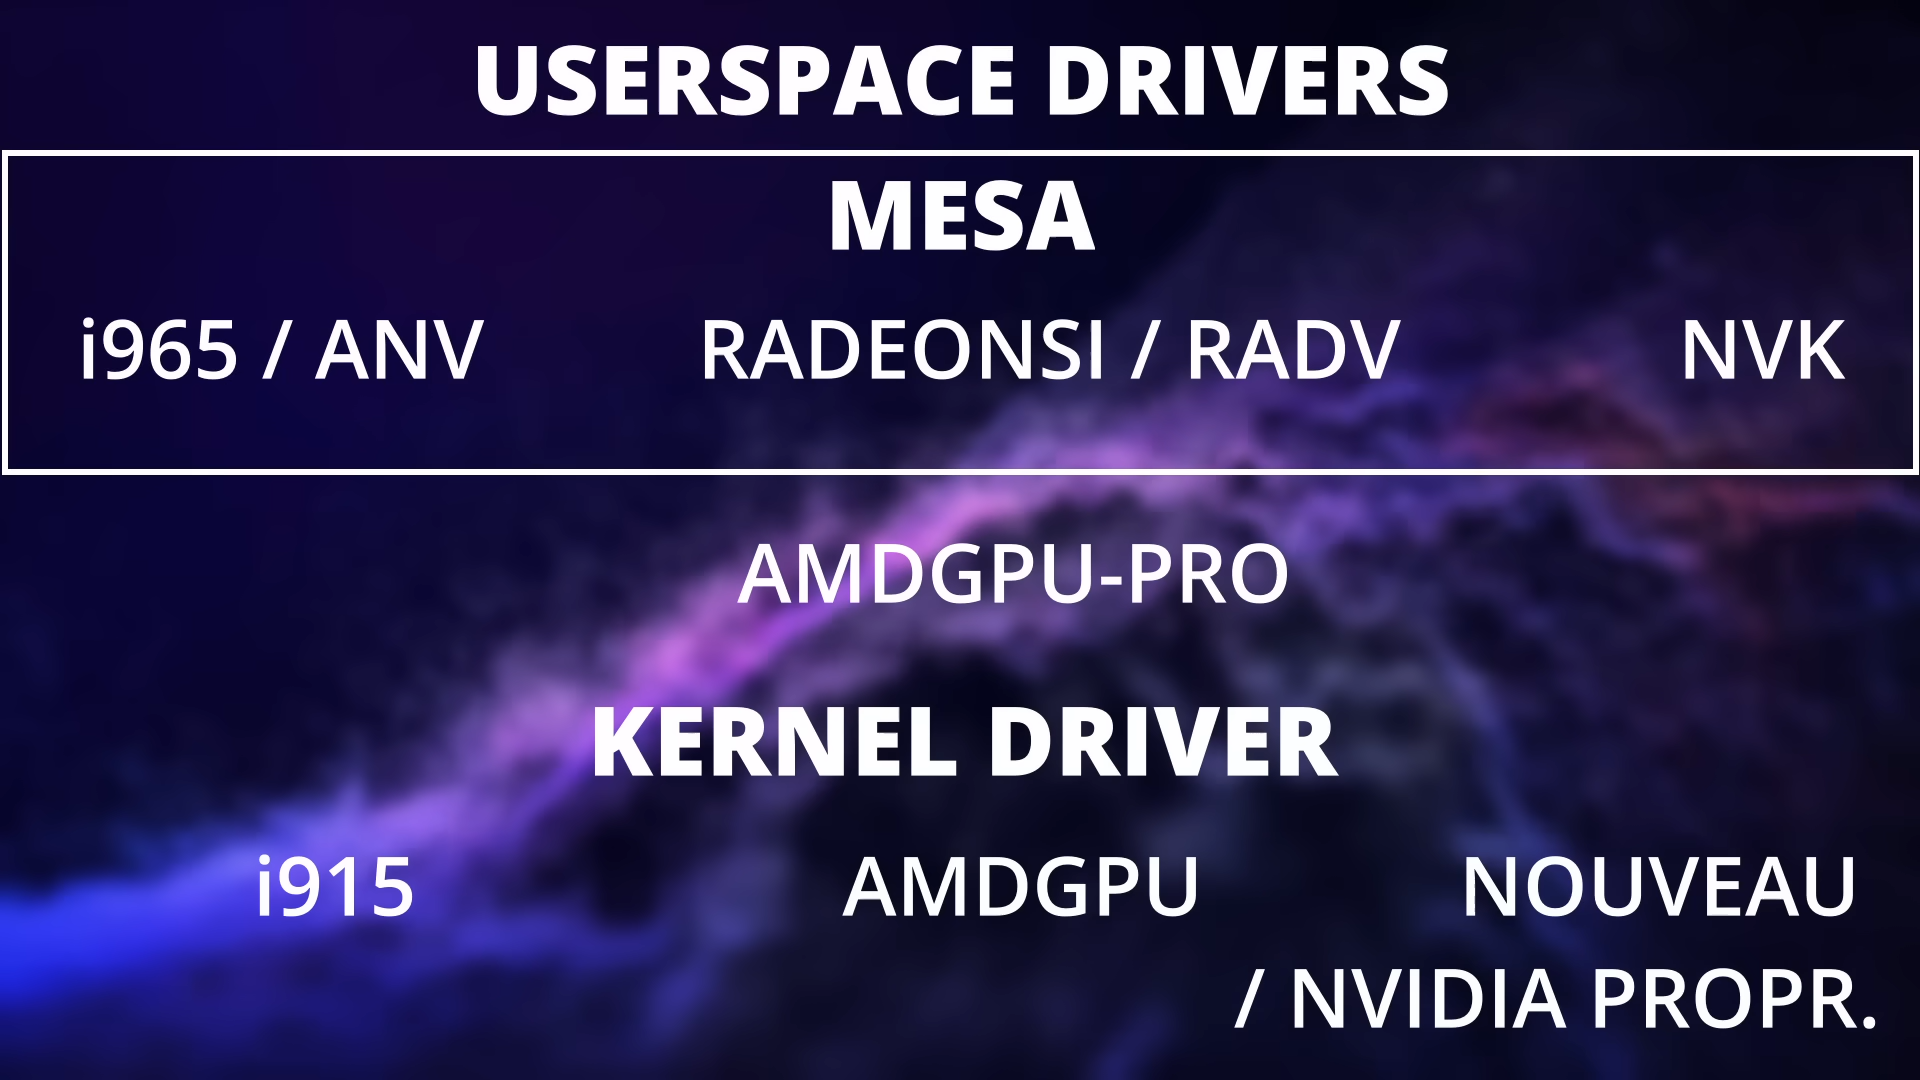 USERSPACE DRIVERS
MESA
i965 / ANV RADEONSI / RADV NVK
AMDGPU-PRO
KERNEL DRIVER
i915 AMDGPU NOUVEAU
/ NVIDIA PROPR.